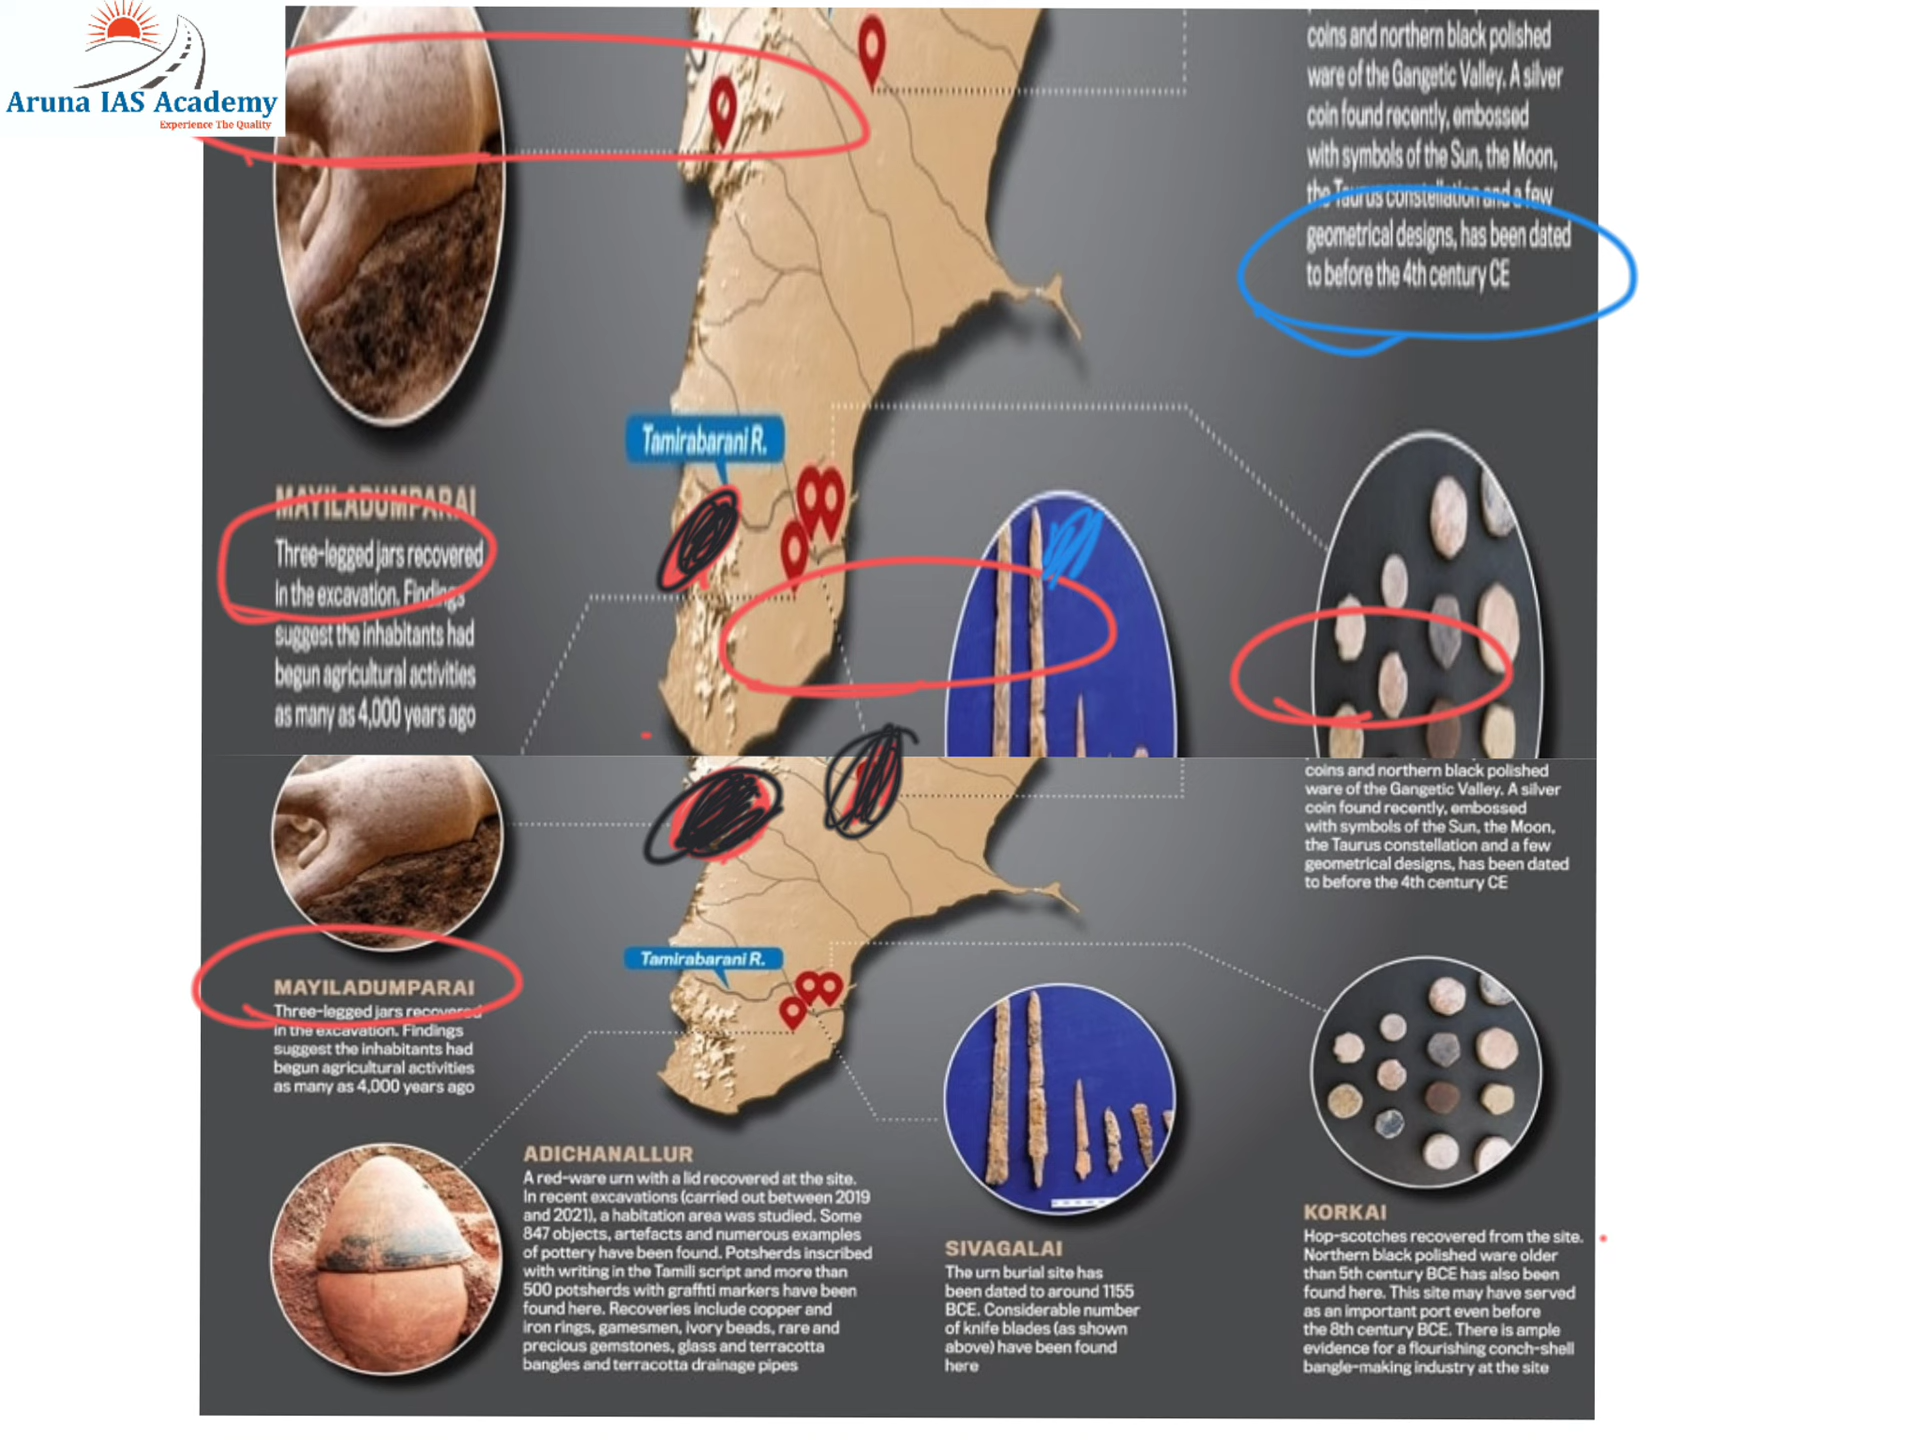 Aruna IAS Academy
Experience The Quality
coins and northern black polished
ware of the Gangetic Valley. A silver
coin found recently, embossed
with symbols of the Sun, the Moon,
the Taurus constellation and a few
geometrical designs, has been dated
to before the 4th century CE
Tamirabarani R.
MAYILADUMPARAI
Three-legged jars recovered
in the excavation. Findings
suggest the inhabitants had
begun agricultural activities
as many as 4,000 years ago
coins and northern black polished
ware of the Gangetic Valley. A silver
coin found recently, embossed
with symbols of the Sun, the Moon,
the Taurus constellation and a few
geometrical designs, has been dated
to before the 4th century CE
Tamirabarani R.
MAYILADUMPARAI
Three-legged jars recovered
in the excavation. Findings
suggest the inhabitants had
begun agricultural activities
as many as 4,000 years ago
ADICHANALLUR
A red-ware urn with a lid recovered at the site.
In recent excavations (carried out between 2019
and 2021), a habitation area was studied. Some
847 objects, artefacts and numerous examples
of pottery have been found. Potsherds inscribed
with writing in the Tamili script and more than
500 potsherds with graffiti markers have been
found here. Recoveries include copper and
iron rings, gamesmen, ivory beads, rare and
precious gemstones, glass and terracotta
bangles and terracotta drainage pipes
SIVAGALAI
The urn burial site has
been dated to around 1155
BCE. Considerable number
of knife blades (as shown
above) have been found
here
KORKAI
Hop-scotches recovered from the site.
Northern black polished ware older
than 5th century BCE has also been
found here. This site may have served
as an important port even before
the 8th century BCE. There is ample
evidence for a flourishing conch-shell
bangle-making industry at the site